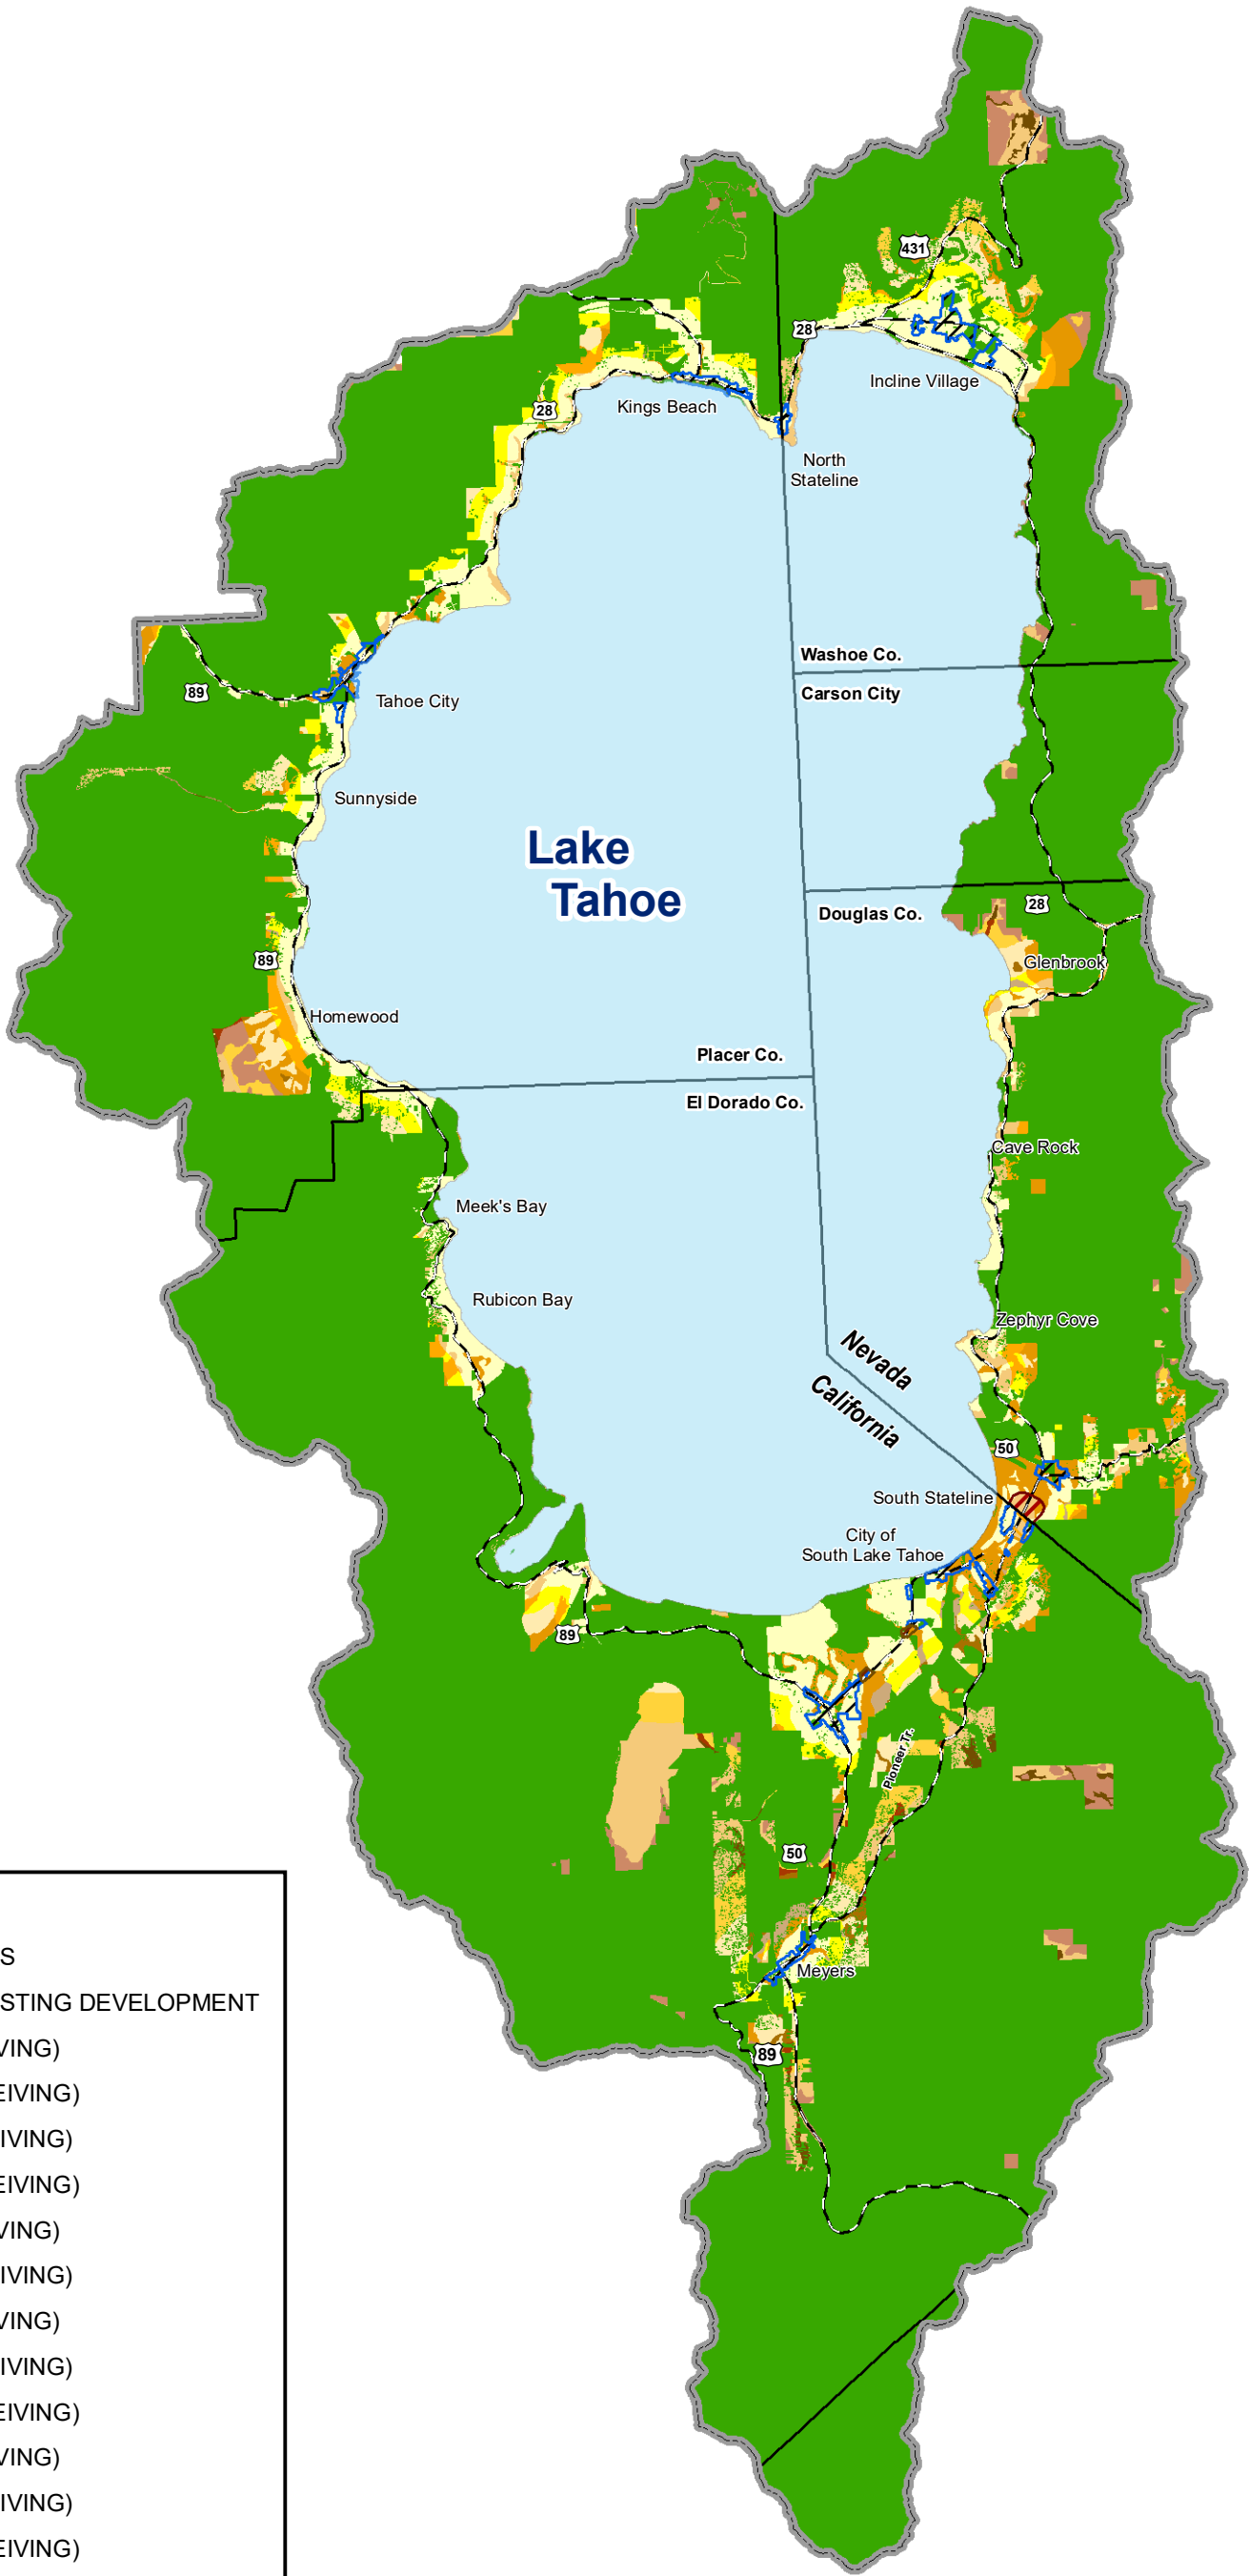 431
28
Incline Village
Kings Beach
28
North
Stateline
Washoe Co.
89
Carson City
Tahoe City
Sunnyside
Lake
Tahoe
28
Douglas Co.
89
Glenbrook
Homewood
Placer Co.
El Dorado Co.
Cave Rock
Meek's Bay
Rubicon Bay
Zephyr Cove
Nevada
California
50
South Stateline
City of
South Lake Tahoe
89
Pioneer Tr.
50
Meyers
89
S
STING DEVELOPMENT
VING)
EIVING)
IVING)
EIVING)
VING)
IVING)
VING)
IVING)
EIVING)
VING)
IVING)
EIVING)